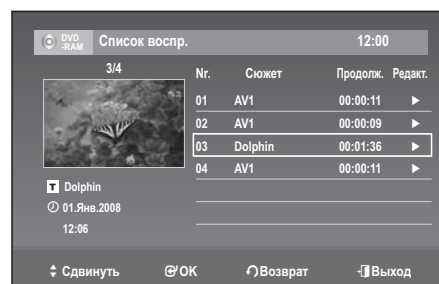 DVD-RAM Список воспр. 12:00
3/4
Nr. Сюжет Продолж. Редакт.
01 AV1 00:00:11 ►
02 AV1 00:00:09 ►
03 Dolphin 00:01:36 ►
04 AV1 00:00:11 ►
T Dolphin
01.Янв.2008
12:06
Сдвинуть OK Возврат Выход